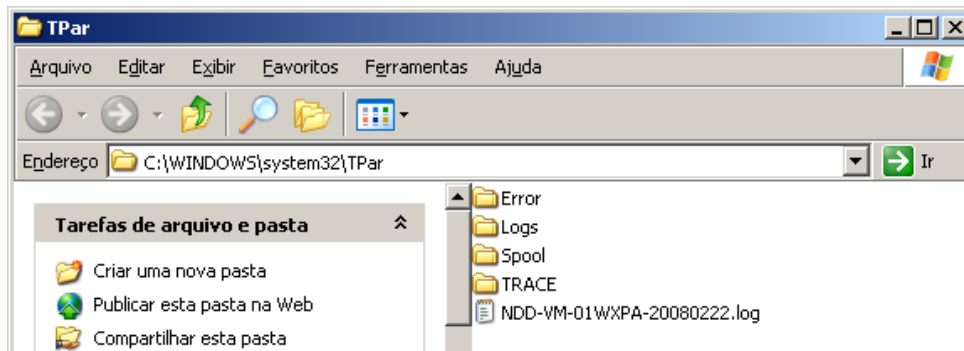 TPar
Arquivo Editar Exibir Favoritos Ferramentas Ajuda
Endereço C:\WINDOWS\system32\TPar Ir
Tarefas de arquivo e pasta
Criar uma nova pasta
Publicar esta pasta na Web
Compartilhar esta pasta
Error
Logs
Spool
TRACE
NDD-VM-01WXPA-20080222.log